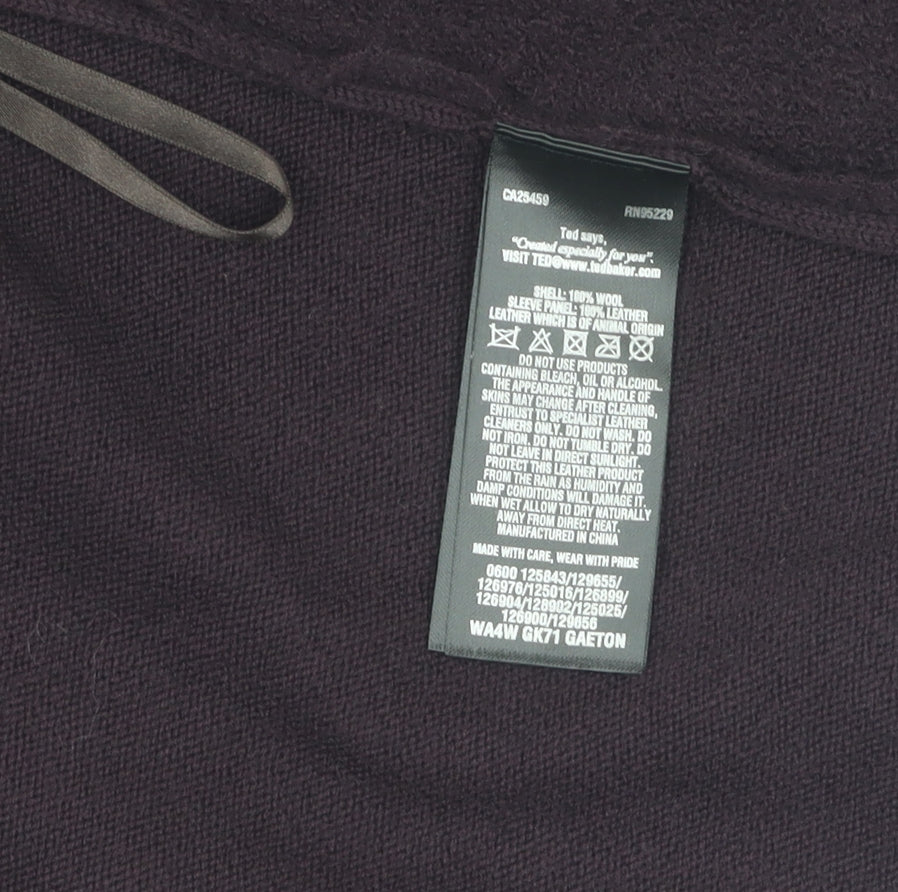 CA25459
RN95229
Ted says,
"Created especially for you".
VISIT TED@www.tedbaker.com
SHELL: 100% WOOL
SLEEVE PANEL: 100% LEATHER
LEATHER WHICH IS OF ANIMAL ORIGIN
DO NOT USE PRODUCTS
CONTAINING BLEACH, OIL OR ALCOHOL.
THE APPEARANCE AND HANDLE OF
SKINS MAY CHANGE AFTER CLEANING,
ENTRUST TO SPECIALIST LEATHER
CLEANERS ONLY. DO NOT WASH. DO
NOT IRON. DO NOT TUMBLE DRY. DO
NOT LEAVE IN DIRECT SUNLIGHT.
PROTECT THIS LEATHER PRODUCT
FROM THE RAIN AS HUMIDITY AND
DAMP CONDITIONS WILL DAMAGE IT.
WHEN WET ALLOW TO DRY NATURALLY
AWAY FROM DIRECT HEAT.
MANUFACTURED IN CHINA
MADE WITH CARE, WEAR WITH PRIDE
0600 125843/129655/
126976/125016/126899/
126904/126902/125025/
126900/129656
WA4W GK71 GAETON